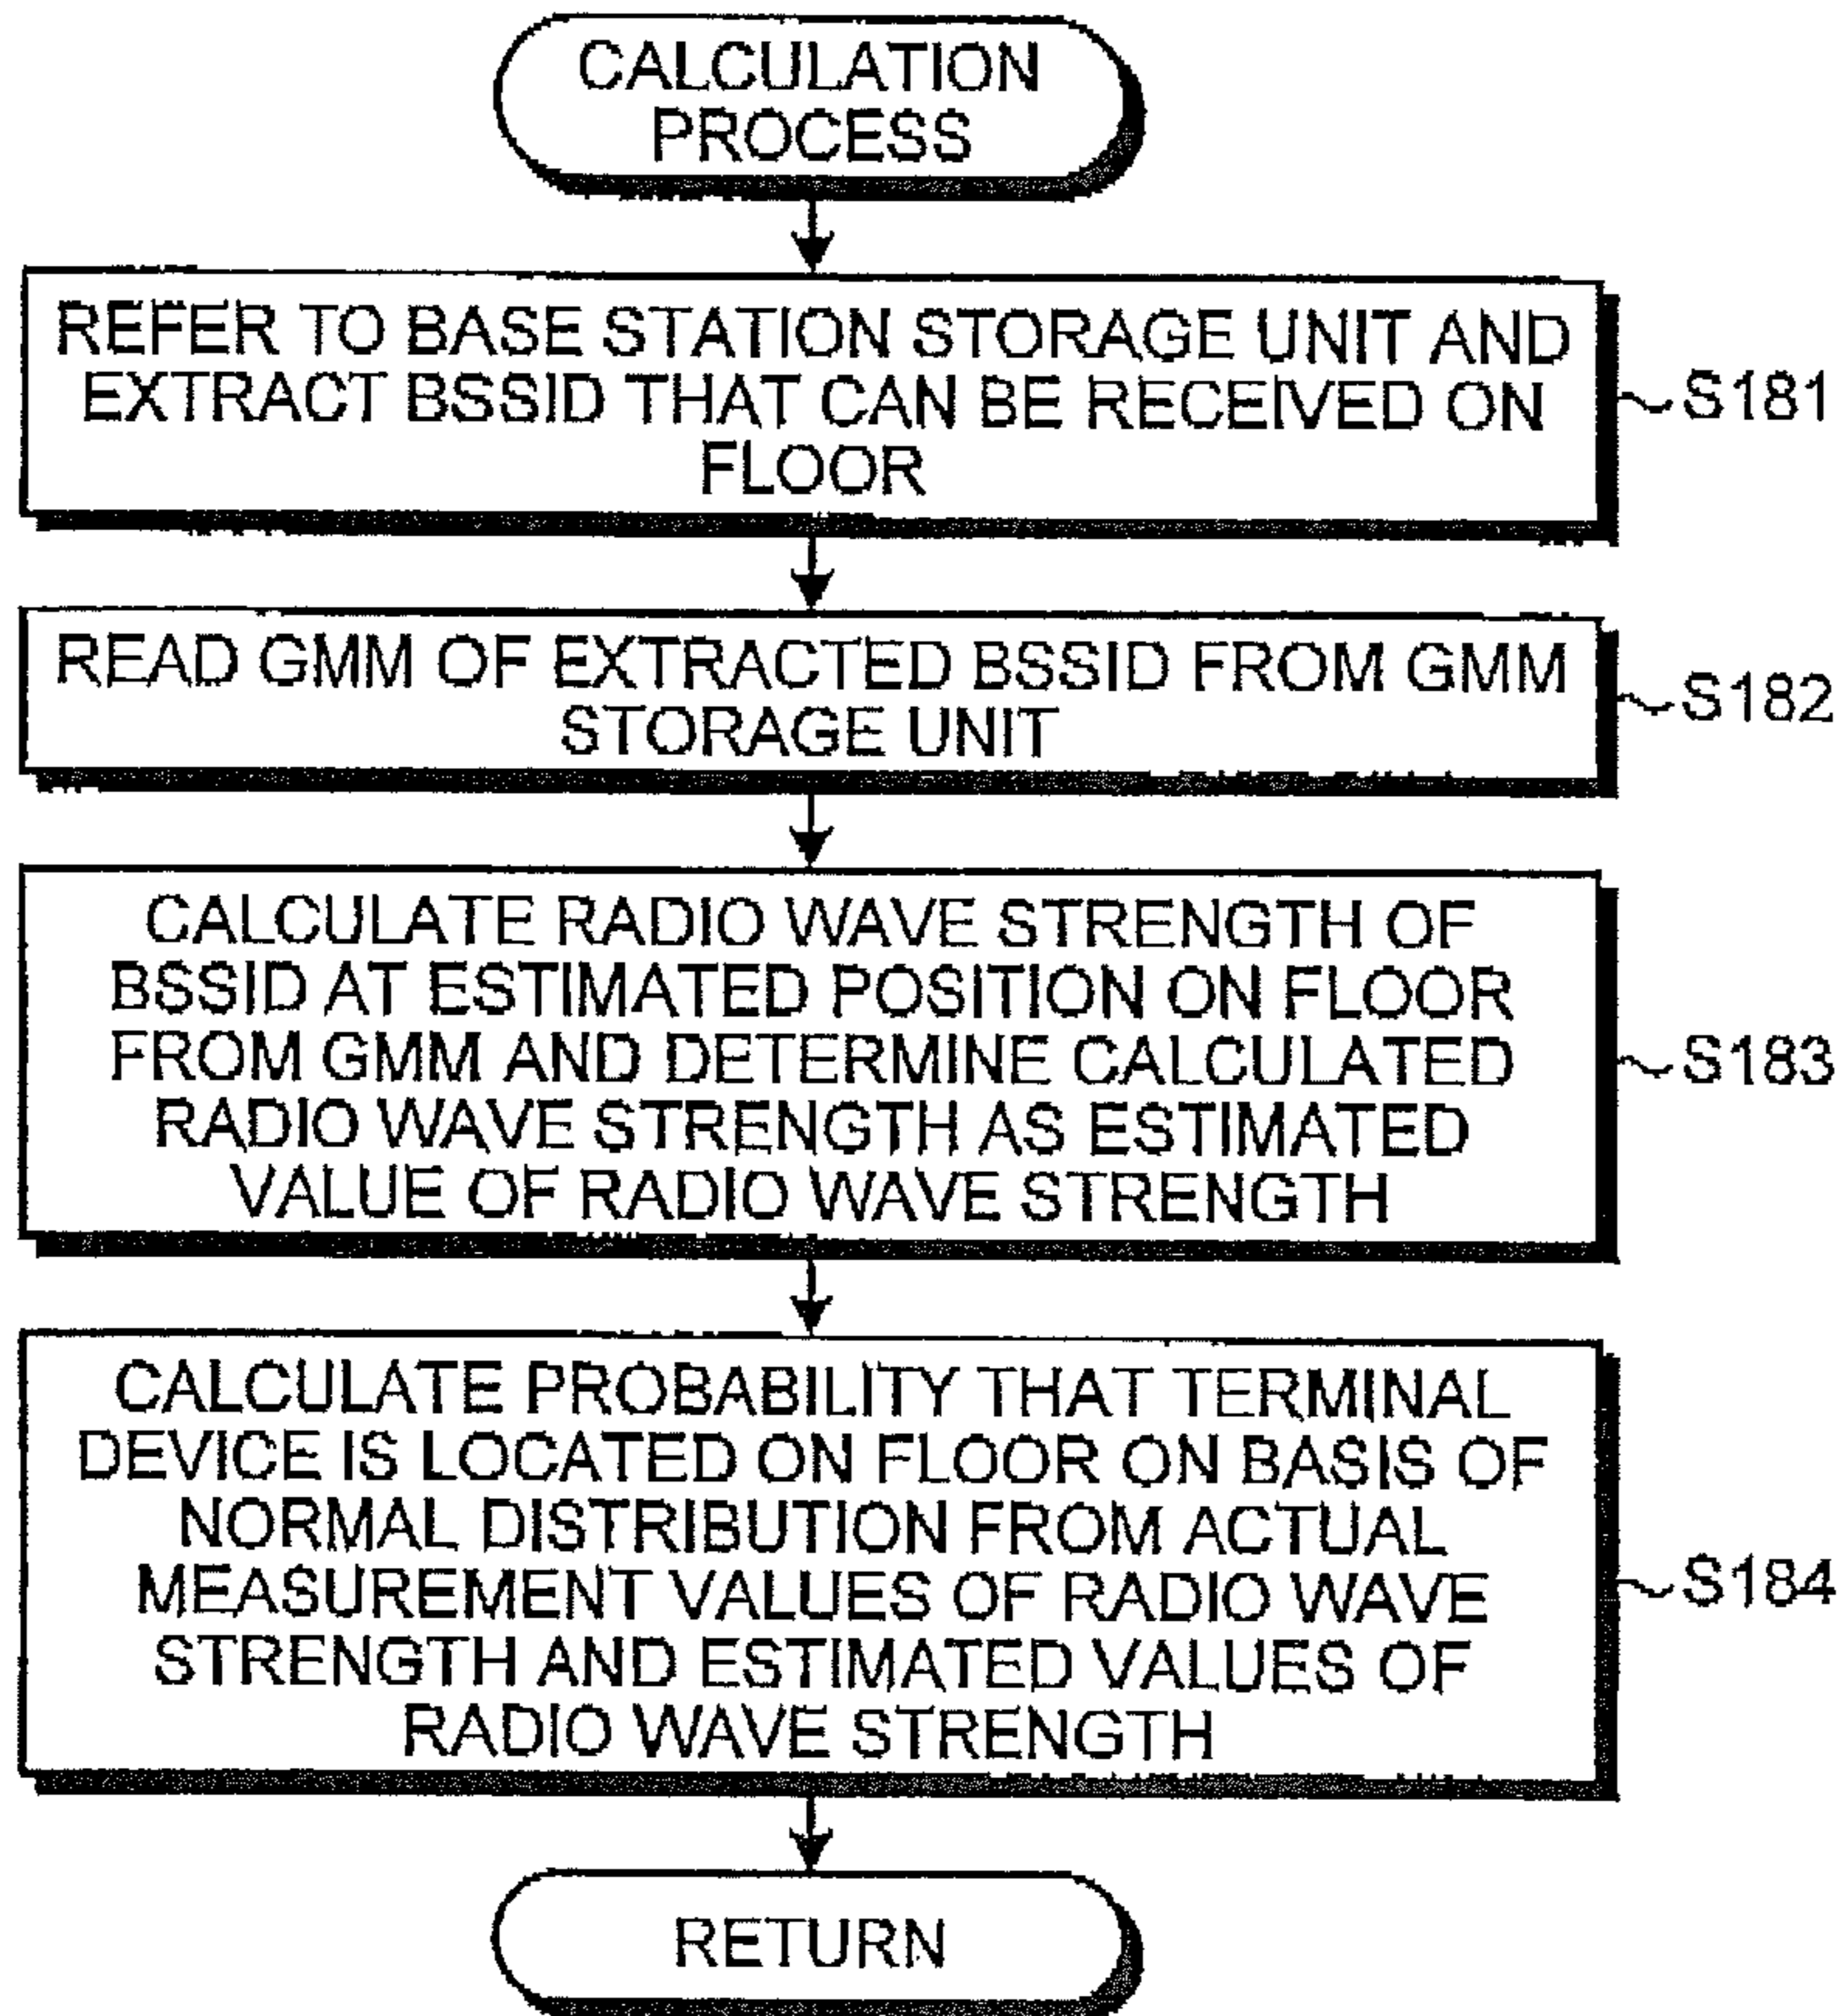 CALCULATION
PROCESS
REFER TO BASE STATION STORAGE UNIT AND
EXTRACT BSSID THAT CAN BE RECEIVED ON
FLOOR
S181
READ GMM OF EXTRACTED BSSID FROM GMM
STORAGE UNIT
S182
CALCULATE RADIO WAVE STRENGTH OF
BSSID AT ESTIMATED POSITION ON FLOOR
FROM GMM AND DETERMINE CALCULATED
RADIO WAVE STRENGTH AS ESTIMATED
VALUE OF RADIO WAVE STRENGTH
S183
CALCULATE PROBABILITY THAT TERMINAL
DEVICE IS LOCATED ON FLOOR ON BASIS OF
NORMAL DISTRIBUTION FROM ACTUAL
MEASUREMENT VALUES OF RADIO WAVE
STRENGTH AND ESTIMATED VALUES OF
RADIO WAVE STRENGTH
S184
RETURN